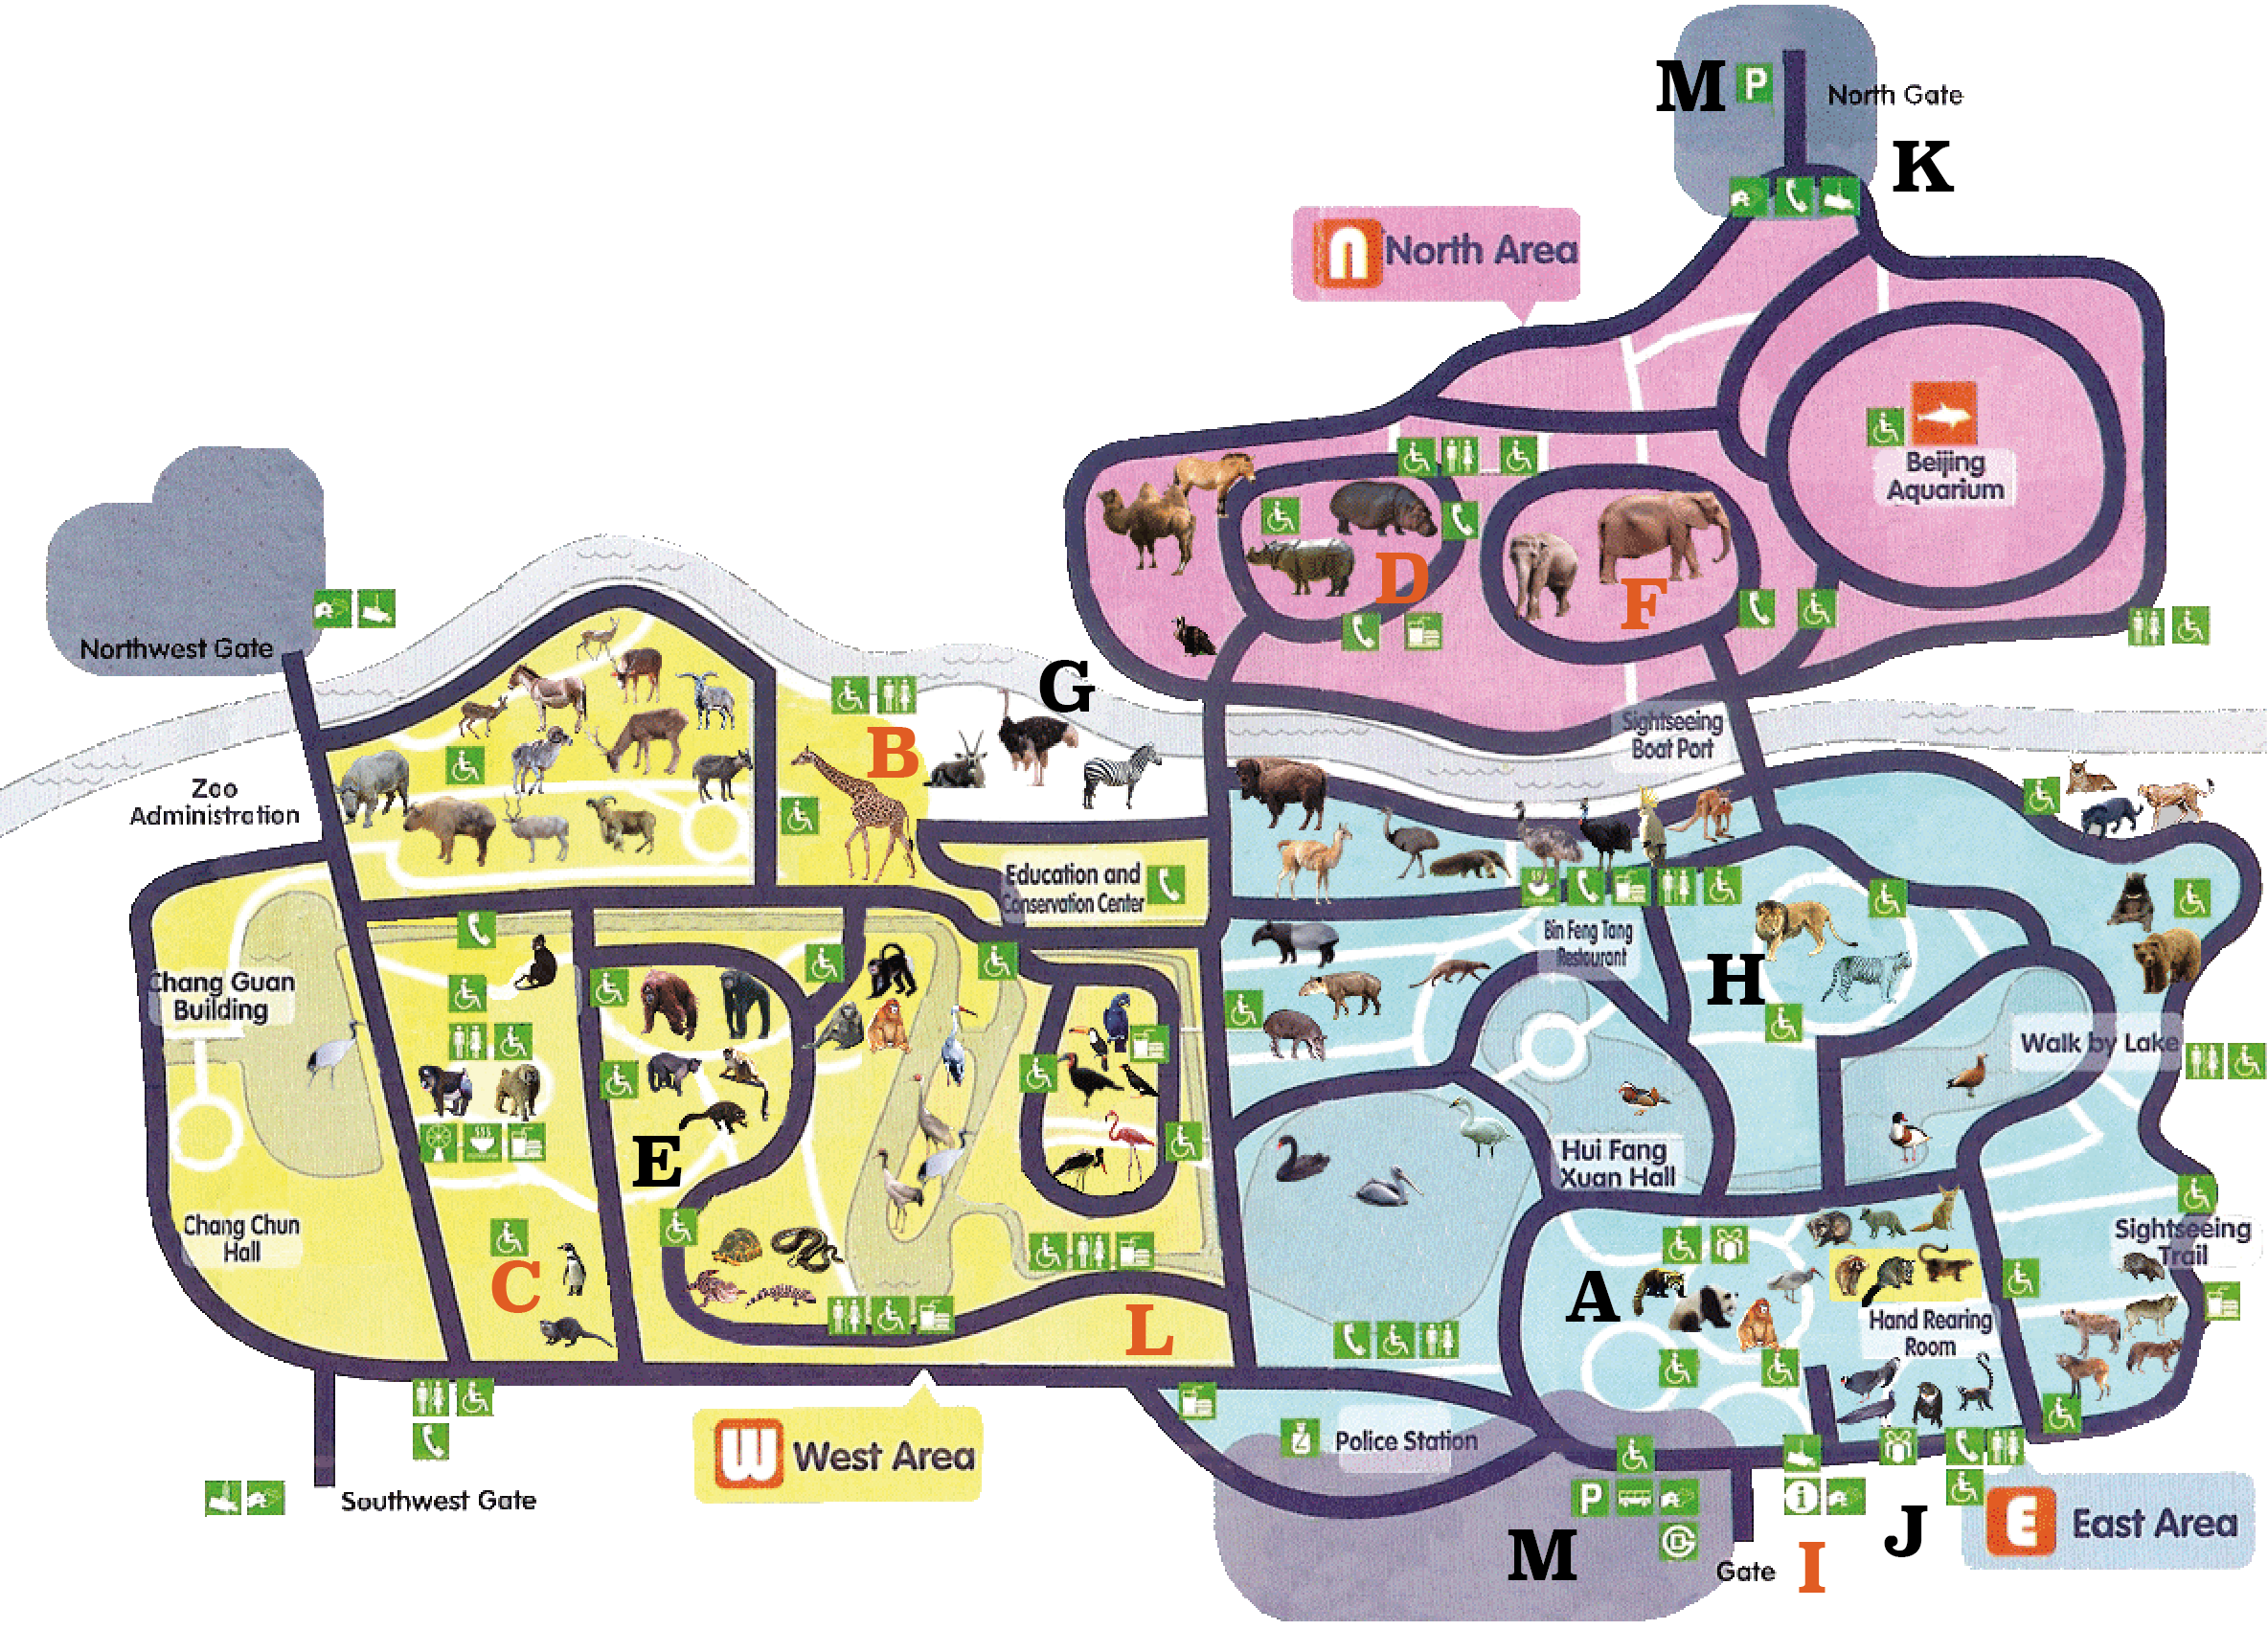 M
P
North Gate
K
n
North Area
Beijing
Aquarium
D
F
Northwest Gate
G
B
Sightseeing
Boat Port
Zoo
Administration
Education and
Conservation Center
Bin Feng Tang
Restaurant
H
Chang Guan
Building
Walk by Lake
E
Hui Fang
Xuan Hall
Chang Chun
Hall
Sightseeing
Trail
C
A
L
Hand Rearing
Room
W
West Area
Police Station
Southwest Gate
P
i
M
J
E
East Area
Gate
I